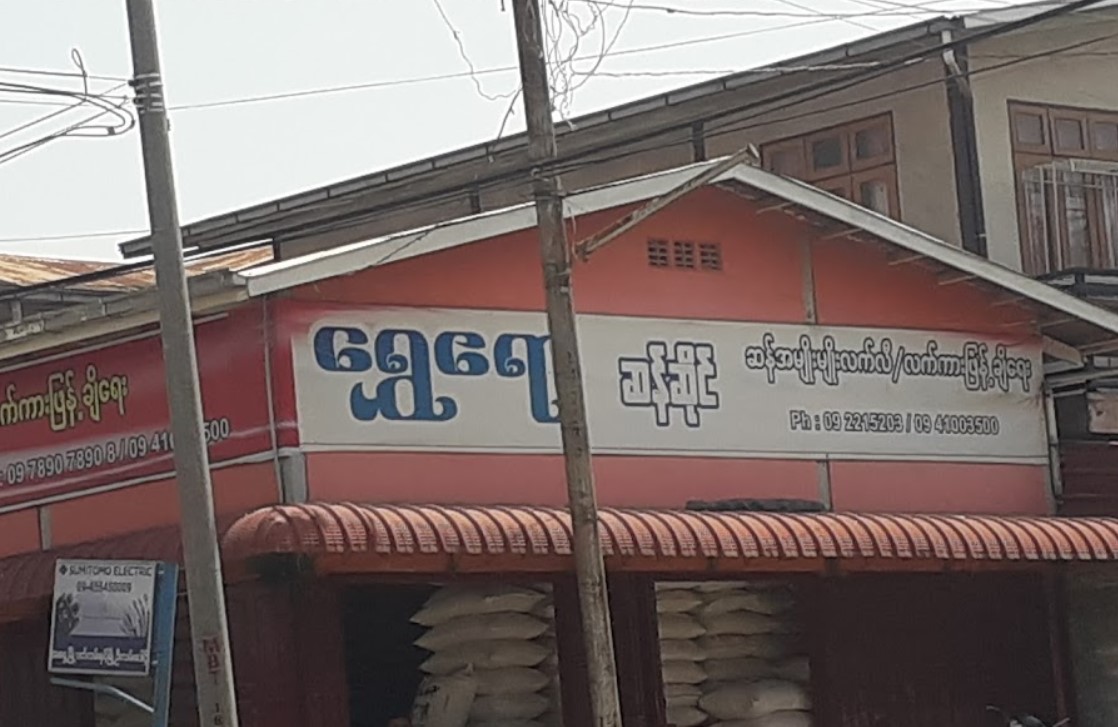 က်ကားဖြန့်ချိရေး
: 09 7890 7890 8 / 09 41003500
ရွှေရေ
ဆန်ဆိုင်
ဆန်အမျိုးမျိုးလက်လီ/လက်ကားဖြန့်ချိရေး
Ph : 09 2215203 / 09 41003500
SUMITOMO ELECTRIC